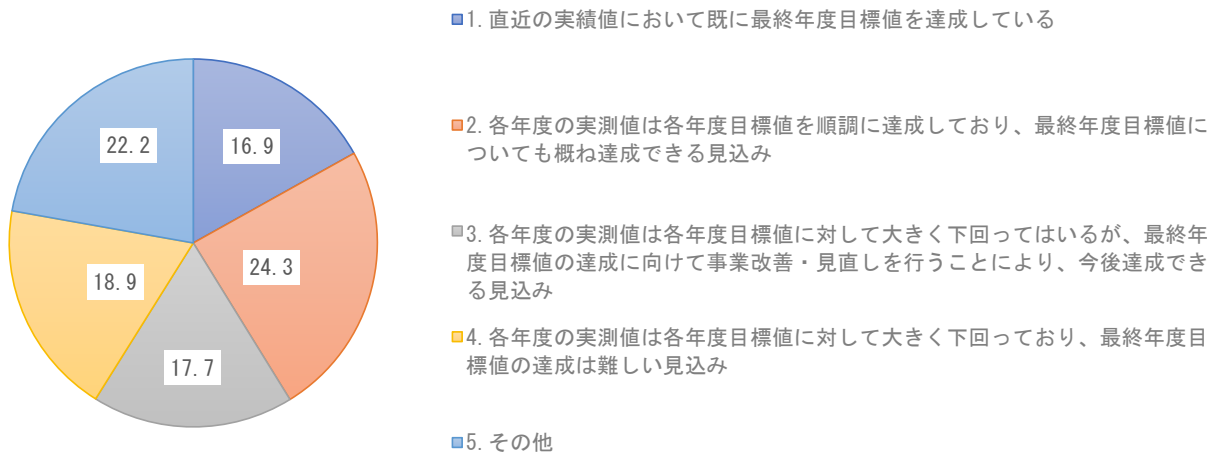 1. 直近の実績値において既に最終年度目標値を達成している
22.2
16.9
2. 各年度の実測値は各年度目標値を順調に達成しており、最終年度目標値に
ついても概ね達成できる見込み
3. 各年度の実測値は各年度目標値に対して大きく下回ってはいるが、最終年
度目標値の達成に向けて事業改善・見直しを行うことにより、今後達成でき
る見込み
24.3
18.9
4. 各年度の実測値は各年度目標値に対して大きく下回っており、最終年度目
標値の達成は難しい見込み
17.7
5. その他